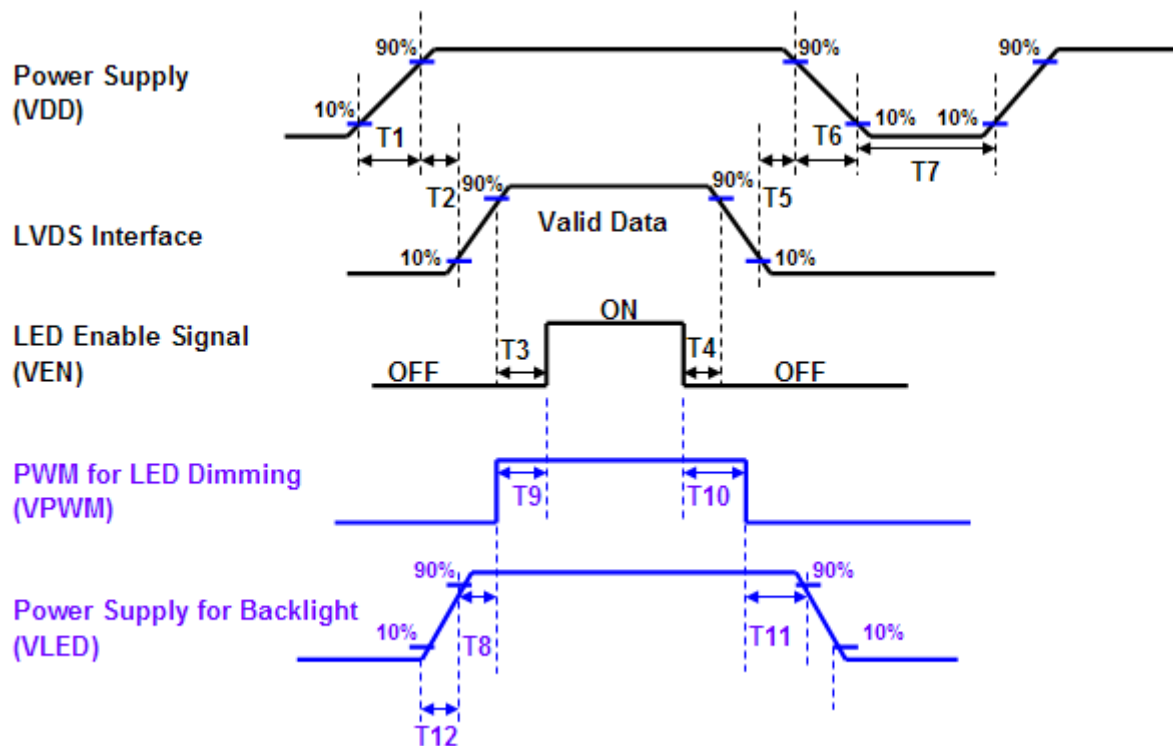 90%
90%
90%
Power Supply
(VDD)
10%
10%
10%
T1
T6
T7
T2
90%
90%
T5
Valid Data
LVDS Interface
10%
10%
ON
LED Enable Signal
(VEN)
T3
T4
OFF
OFF
PWM for LED Dimming
(VPWM)
T9
T10
90%
90%
Power Supply for Backlight
(VLED)
10%
T8
T11
10%
T12